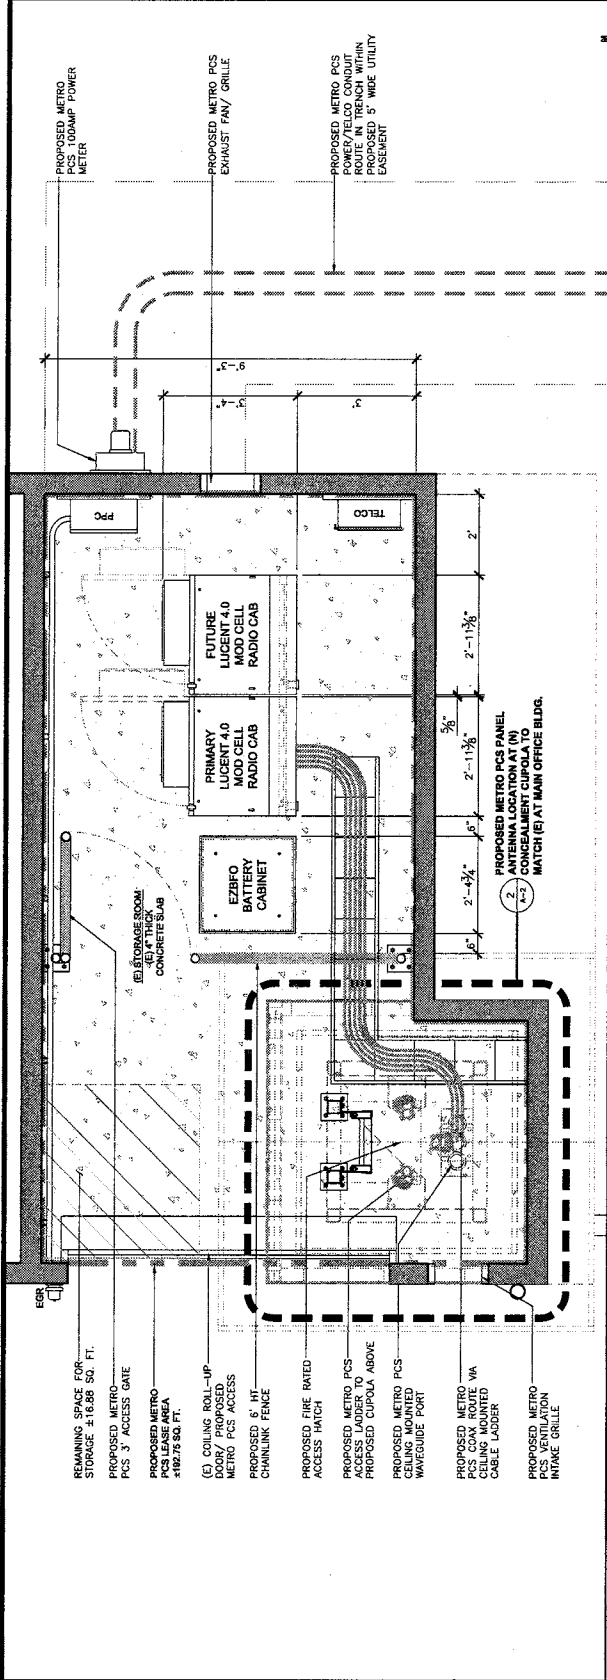 PROPOSED METRO
PCS 100AMP POWER
METER
PROPOSED METRO PCS
EXHAUST FAN/ GRILLE
PROPOSED METRO PCS
POWER/TELCO CONDUIT
ROUTE IN TRENCH WITHIN
PROPOSED 5' WIDE UTILITY
EASEMENT
9'-3"
3'-4"
3'
PPC
TELCO
FUTURE
LUCENT 4.0
MOD CELL
RADIO CAB
PRIMARY
LUCENT 4.0
MOD CELL
RADIO CAB
EZBFO
BATTERY
CABINET
(E) STORAGE ROOM
(E) 4" THICK
CONCRETE SLAB
2'
2'-11⅜"
⅝"
2'-11⅜"
6"
2'-4¾"
6"
PROPOSED METRO PCS PANEL
ANTENNA LOCATION AT (N)
CONCEALMENT CUPOLA TO
MATCH (E) AT MAIN OFFICE BLDG.
2
A-2
EGR
REMAINING SPACE FOR
STORAGE ±16.88 SQ. FT.
PROPOSED METRO
PCS 3' ACCESS GATE
PROPOSED METRO
PCS LEASE AREA
±192.75 SQ. FT.
(E) COILING ROLL-UP
DOOR/ PROPOSED
METRO PCS ACCESS
PROPOSED 6' HT
CHAINLINK FENCE
PROPOSED FIRE RATED
ACCESS HATCH
PROPOSED METRO PCS
ACCESS LADDER TO
PROPOSED CUPOLA ABOVE
PROPOSED METRO PCS
CEILING MOUNTED
WAVEGUIDE PORT
PROPOSED METRO
PCS COAX ROUTE VIA
CEILING MOUNTED
CABLE LADDER
PROPOSED METRO
PCS VENTILATION
INTAKE GRILLE